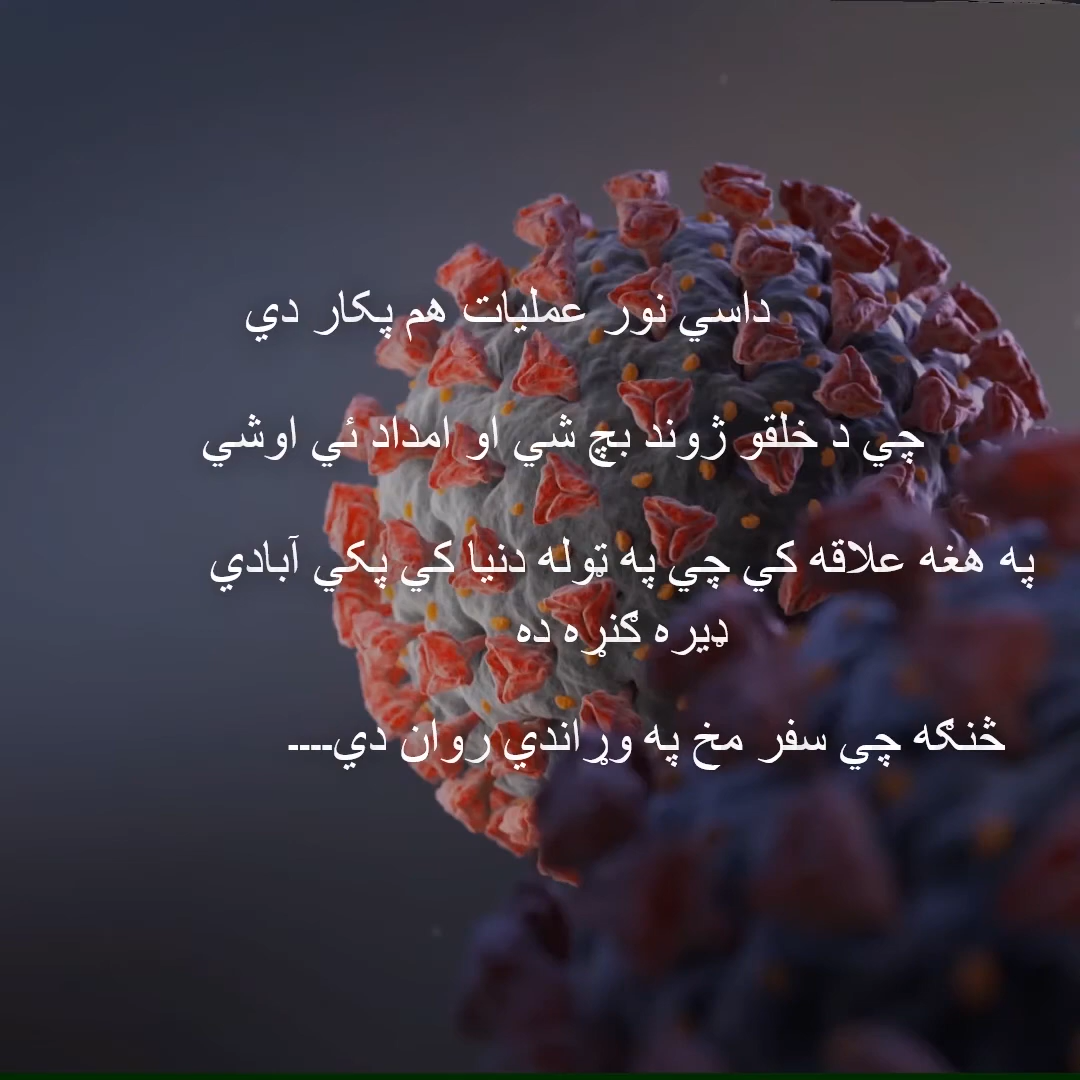 داسي نور عمليات هم پکار دي
چي د خلقو ژوند بچ شي او امداد ئي اوشي
په هغه علاقه کي چي په ټوله دنيا کي پکي آبادي
ډيره ګنړه ده
څنګه چي سفر مخ په وړاندي روان دي----